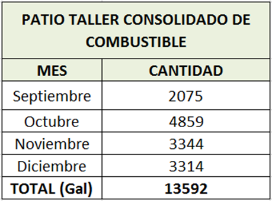 PATIO TALLER CONSOLIDADO DE
COMBUSTIBLE
MES CANTIDAD
Septiembre 2075
Octubre 4859
Noviembre 3344
Diciembre 3314
TOTAL (Gal) 13592